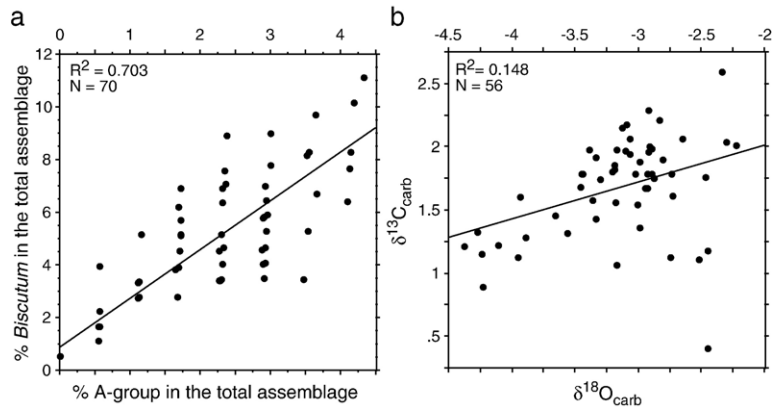 a
0 1 2 3 4
12
10
8
6
4
2
0
R² = 0.703
N = 70
% Biscutum in the total assemblage
% A-group in the total assemblage
b
-4.5 -4 -3.5 -3 -2.5 -2
2.5
2
1.5
1
.5
R² = 0.148
N = 56
δ¹³Ccarb
δ¹⁸Ocarb